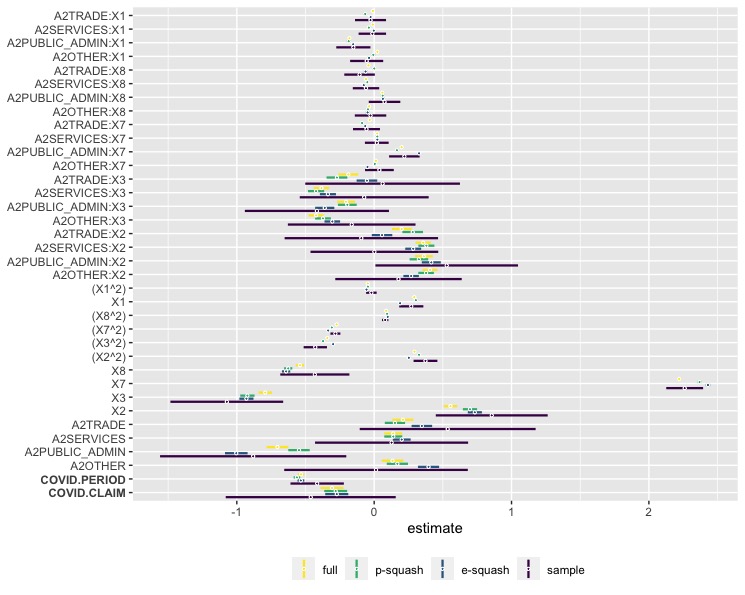 A2TRADE:X1
A2SERVICES:X1
A2PUBLIC_ADMIN:X1
A2OTHER:X1
A2TRADE:X8
A2SERVICES:X8
A2PUBLIC_ADMIN:X8
A2OTHER:X8
A2TRADE:X7
A2SERVICES:X7
A2PUBLIC_ADMIN:X7
A2OTHER:X7
A2TRADE:X3
A2SERVICES:X3
A2PUBLIC_ADMIN:X3
A2OTHER:X3
A2TRADE:X2
A2SERVICES:X2
A2PUBLIC_ADMIN:X2
A2OTHER:X2
(X1^2)
X1
(X8^2)
(X7^2)
(X3^2)
(X2^2)
X8
X7
X3
X2
A2TRADE
A2SERVICES
A2PUBLIC_ADMIN
A2OTHER
COVID.PERIOD
COVID.CLAIM
-1 0 1 2
estimate
full p-squash e-squash sample